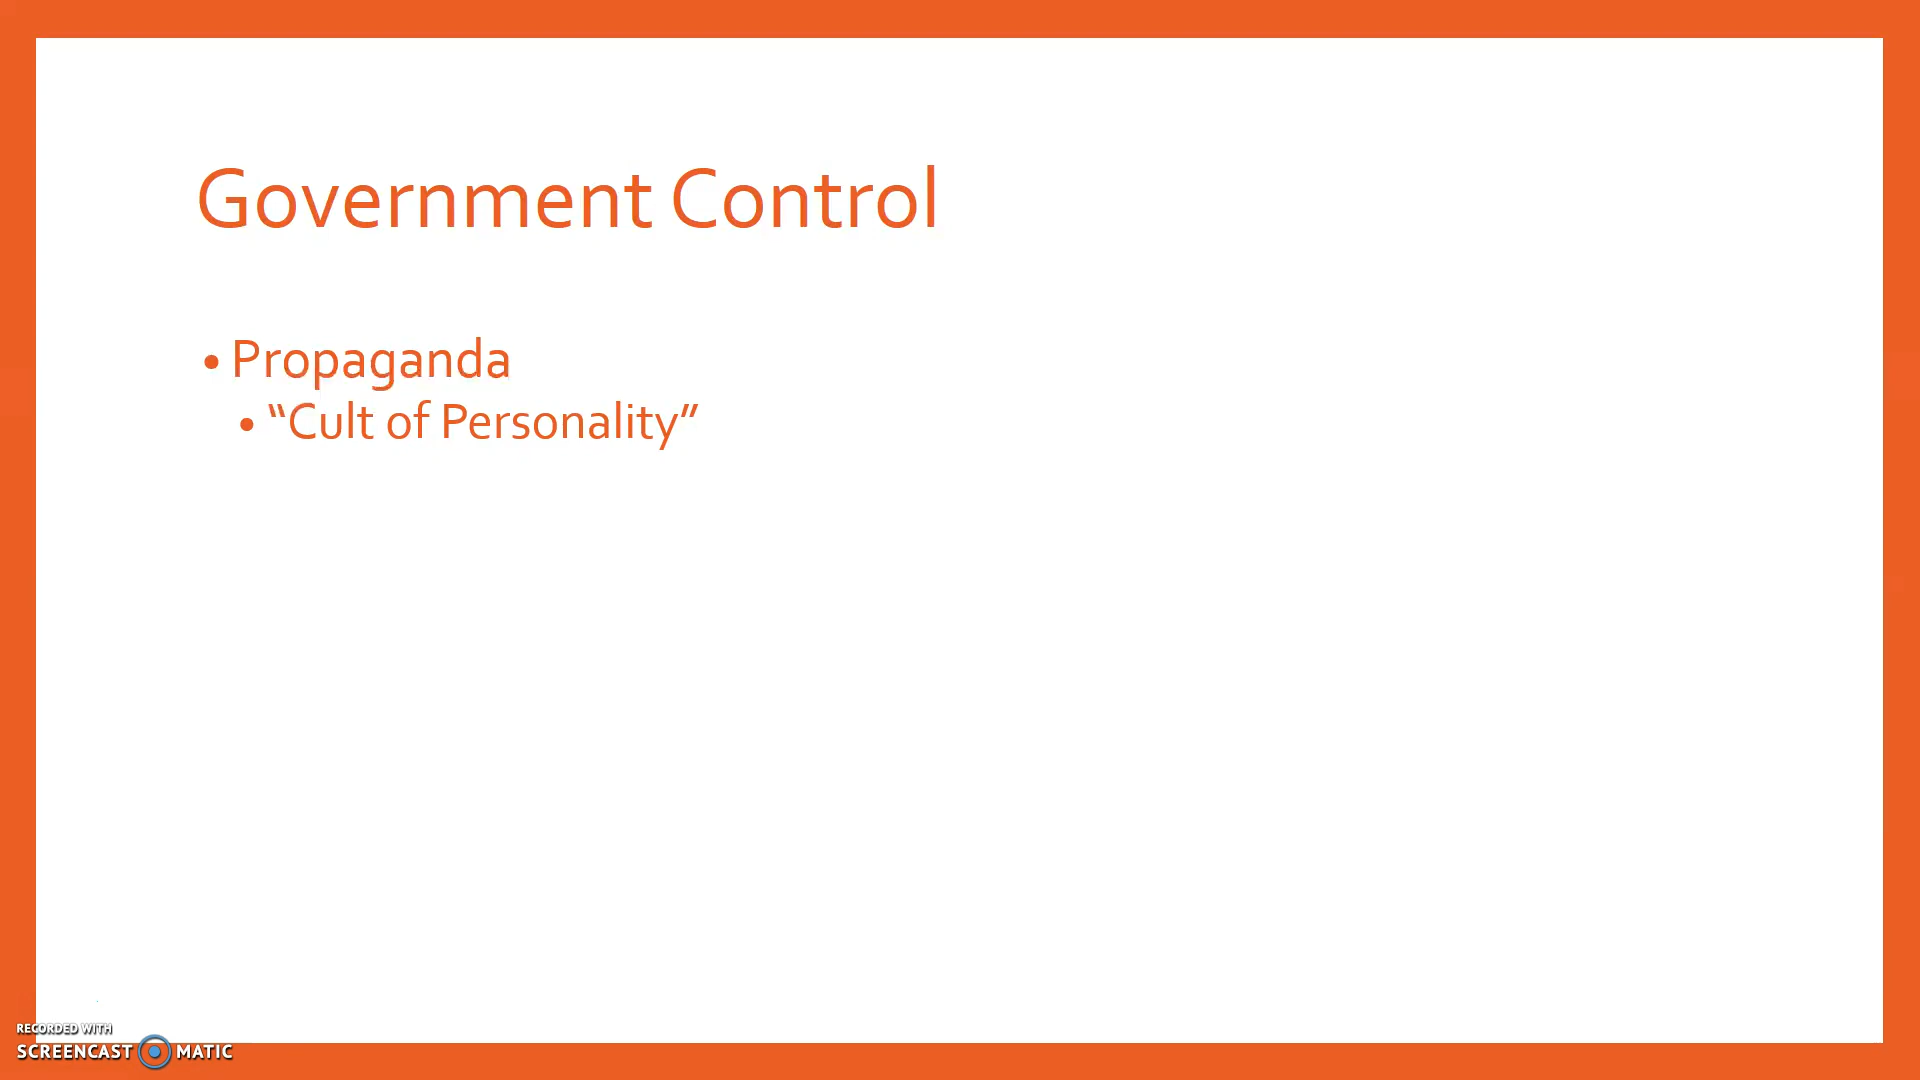 Government Control
• Propaganda
• “Cult of Personality”
RECORDED WITH
SCREENCAST MATIC